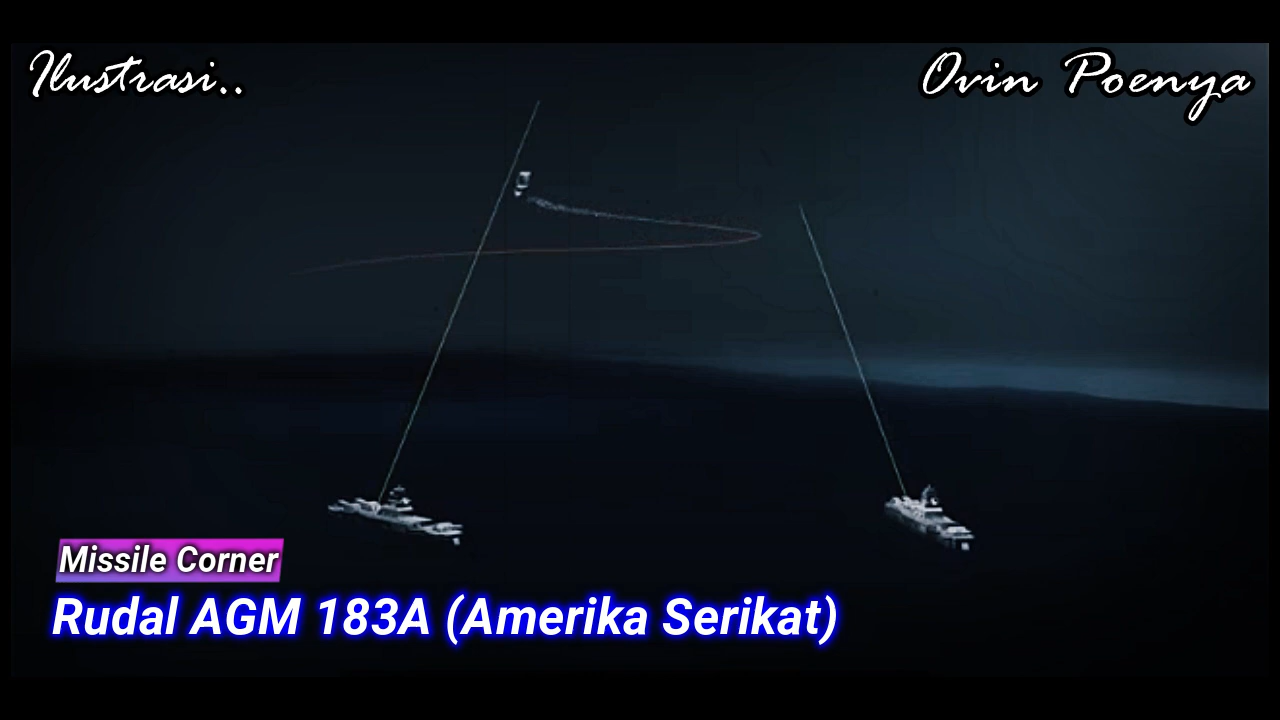 Ilustrasi..
Ovin Poenya
Missile Corner
Rudal AGM 183A (Amerika Serikat)